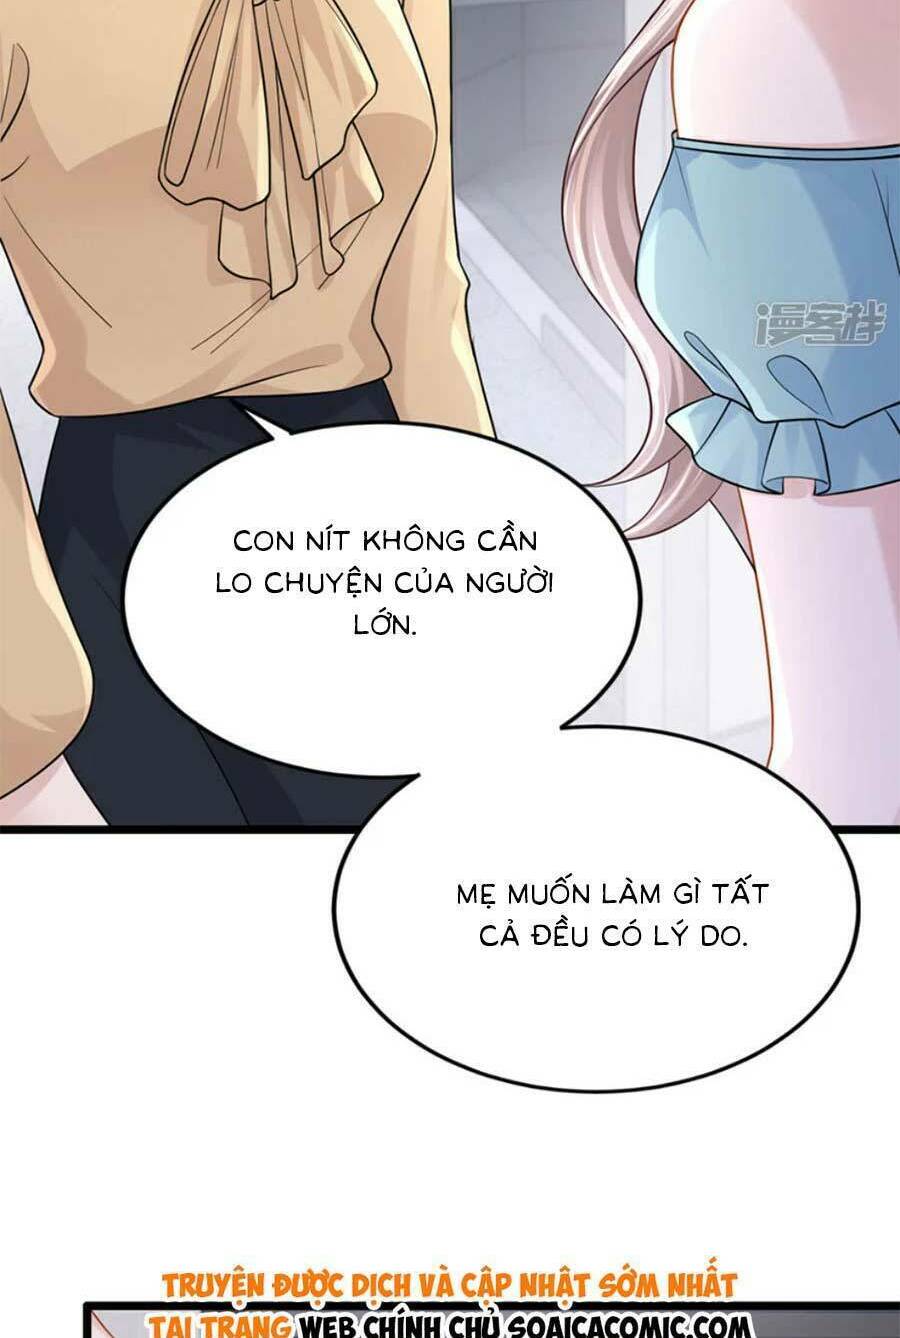 漫客栈
CON NÍT KHÔNG CẦN
LO CHUYỆN CỦA NGƯỜI
LỚN.
MẸ MUỐN LÀM GÌ TẤT
CẢ ĐỀU CÓ LÝ DO.
TRUYỆN ĐƯỢC DỊCH VÀ CẬP NHẬT SỚM NHẤT
TẠI TRANG WEB CHÍNH CHỦ SOAICACOMIC.COM